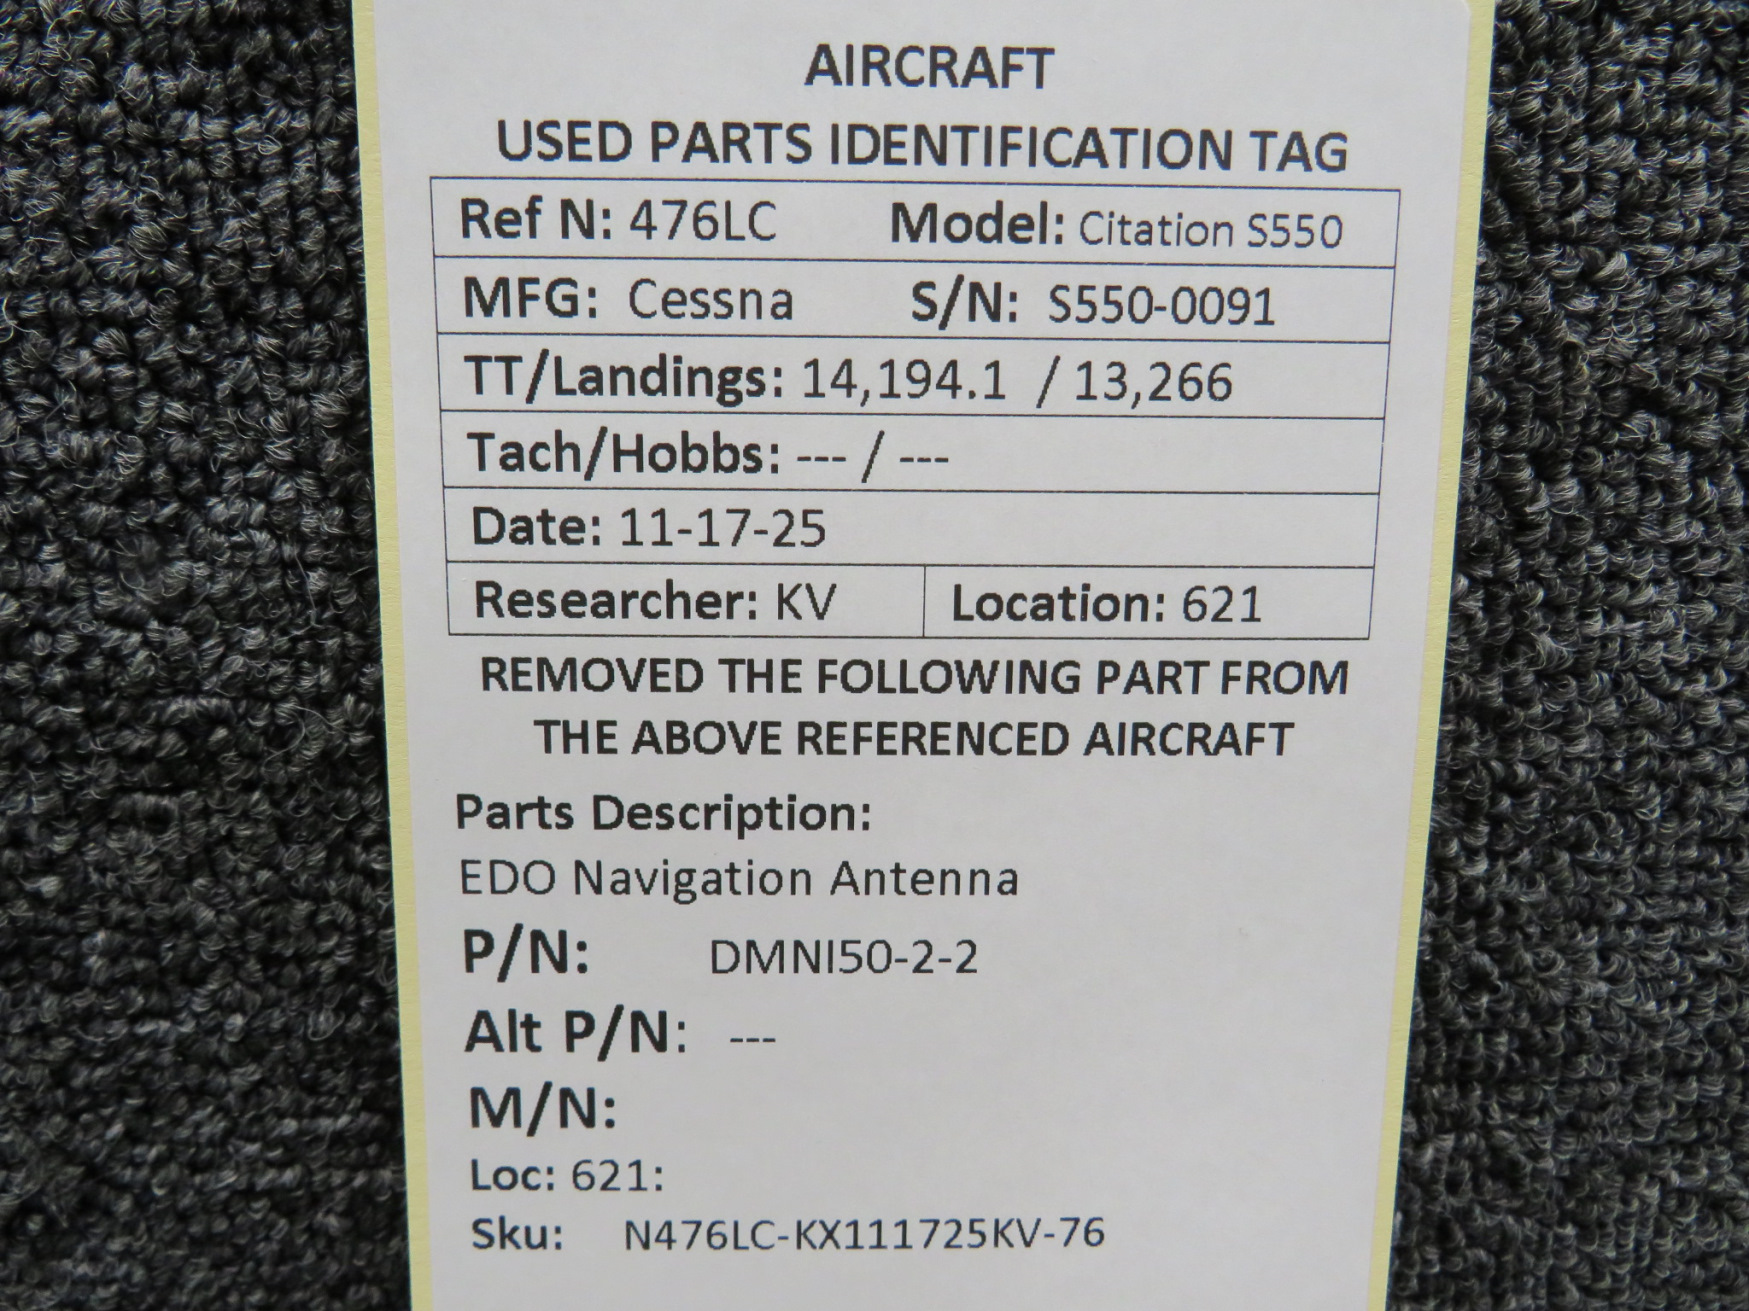 AIRCRAFT
USED PARTS IDENTIFICATION TAG
Ref N: 476LC Model: Citation S550
MFG: Cessna S/N: S550-0091
TT/Landings: 14,194.1 / 13,266
Tach/Hobbs: --- / ---
Date: 11-17-25
Researcher: KV Location: 621
REMOVED THE FOLLOWING PART FROM
THE ABOVE REFERENCED AIRCRAFT
Parts Description:
EDO Navigation Antenna
P/N: DMNI50-2-2
Alt P/N: ---
M/N:
Loc: 621:
Sku: N476LC-KX111725KV-76